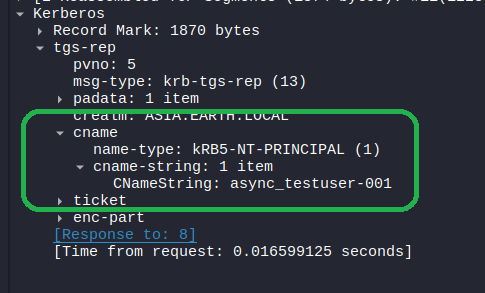 Kerberos
Record Mark: 1870 bytes
tgs-rep
pvno: 5
msg-type: krb-tgs-rep (13)
padata: 1 item
crealm: ASIA.EARTH.LOCAL
cname
name-type: kRB5-NT-PRINCIPAL (1)
cname-string: 1 item
CNameString: async_testuser-001
ticket
enc-part
[Response to: 8]
[Time from request: 0.016599125 seconds]